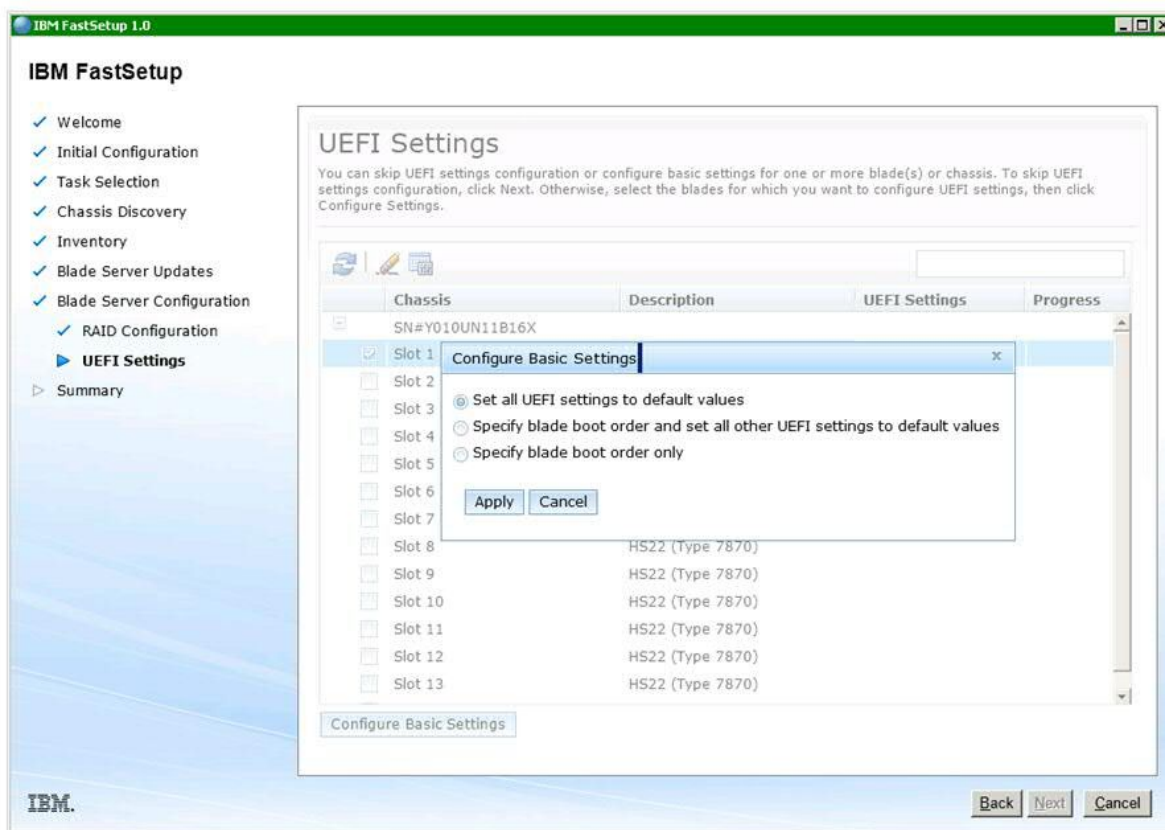 IBM FastSetup 1.0
IBM FastSetup
Welcome
Initial Configuration
Task Selection
Chassis Discovery
Inventory
Blade Server Updates
Blade Server Configuration
RAID Configuration
UEFI Settings
Summary
UEFI Settings
You can skip UEFI settings configuration or configure basic settings for one or more blade(s) or chassis. To skip UEFI
settings configuration, click Next. Otherwise, select the blades for which you want to configure UEFI settings, then click
Configure Settings.
Chassis Description UEFI Settings Progress
SN#Y010UN11B16X
Slot 1
Slot 2
Slot 3
Slot 4
Slot 5
Slot 6
Slot 7
Configure Basic Settings x
Set all UEFI settings to default values
Specify blade boot order and set all other UEFI settings to default values
Specify blade boot order only
Apply Cancel
Slot 8 HS22 (Type 7870)
Slot 9 HS22 (Type 7870)
Slot 10 HS22 (Type 7870)
Slot 11 HS22 (Type 7870)
Slot 12 HS22 (Type 7870)
Slot 13 HS22 (Type 7870)
Configure Basic Settings
IBM.
Back Next Cancel